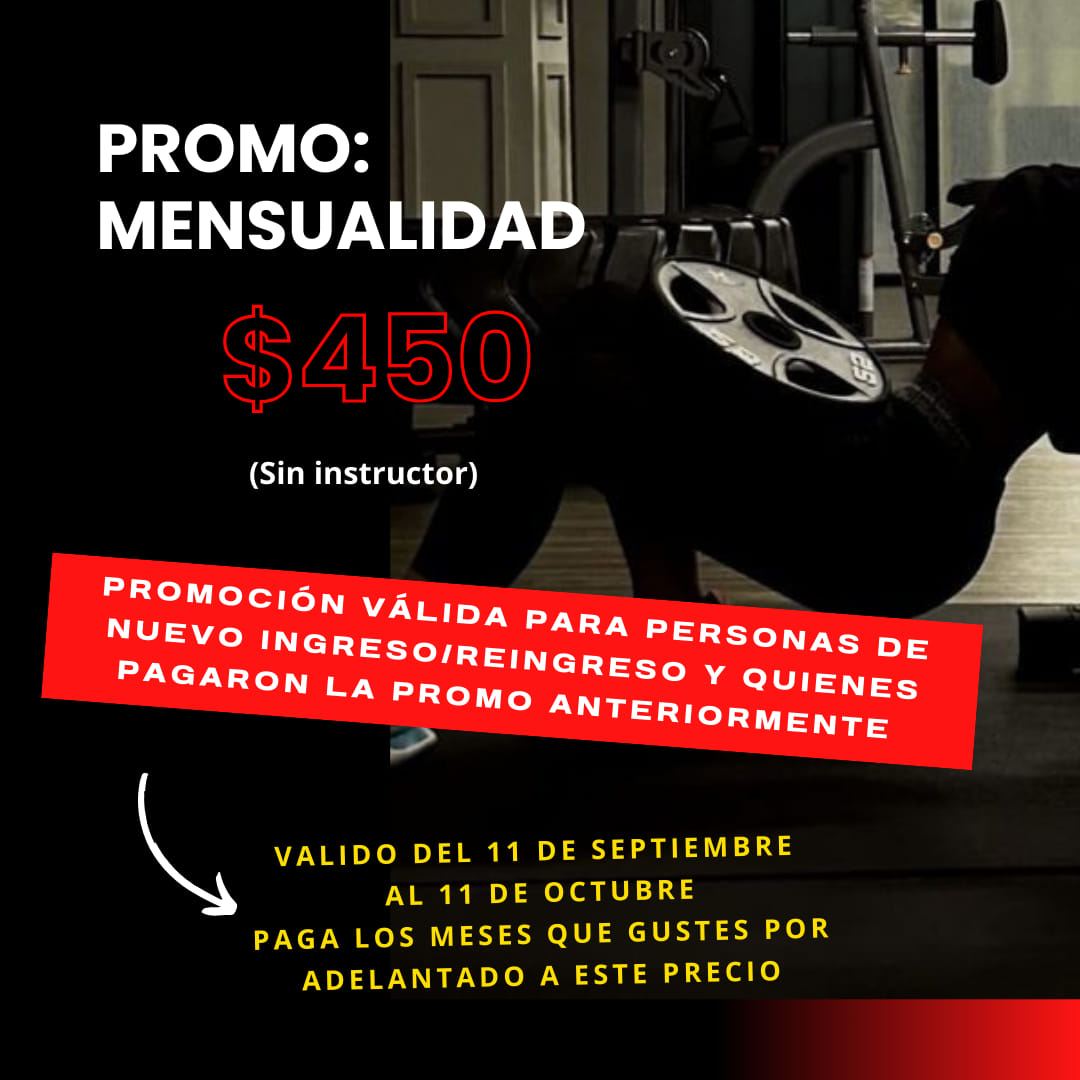 PROMO:
MENSUALIDAD
$450
(Sin instructor)
PROMOCIÓN VÁLIDA PARA PERSONAS DE
NUEVO INGRESO/REINGRESO Y QUIENES
PAGARON LA PROMO ANTERIORMENTE
VALIDO DEL 11 DE SEPTIEMBRE
AL 11 DE OCTUBRE
PAGA LOS MESES QUE GUSTES POR
ADELANTADO A ESTE PRECIO